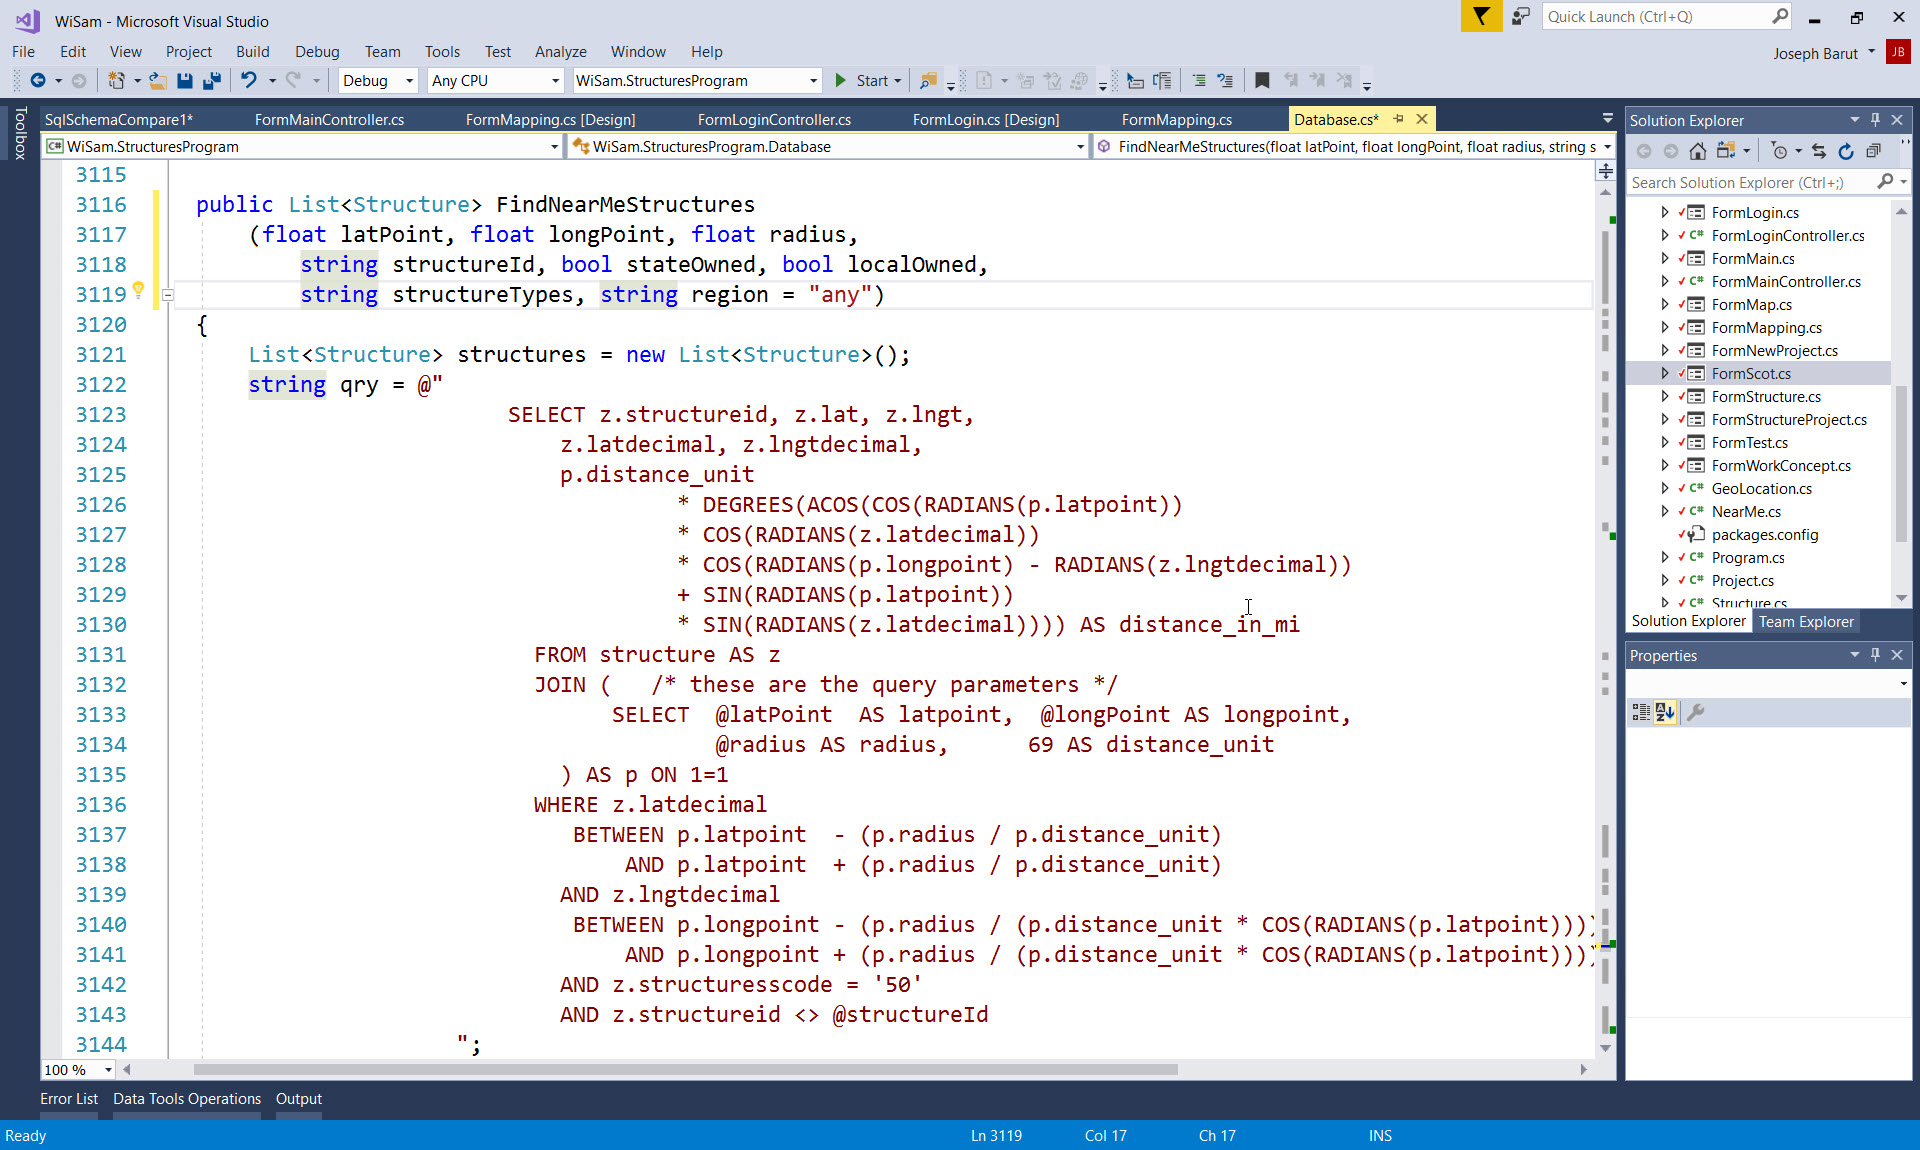 WiSam - Microsoft Visual Studio
Quick Launch (Ctrl+Q)
File Edit View Project Build Debug Team Tools Test Analyze Window Help
Joseph Barut JB
Debug Any CPU WiSam.StructuresProgram Start
Toolbox
SqlSchemaCompare1* FormMainController.cs FormMapping.cs [Design] FormLoginController.cs FormLogin.cs [Design] FormMapping.cs Database.cs*
WiSam.StructuresProgram WiSam.StructuresProgram.Database FindNearMeStructures(float latPoint, float longPoint, float radius, string s
3115
3116 public List<Structure> FindNearMeStructures
3117 (float latPoint, float longPoint, float radius,
3118 string structureId, bool stateOwned, bool localOwned,
3119 string structureTypes, string region = "any")
3120 {
3121 List<Structure> structures = new List<Structure>();
3122 string qry = @"
3123 SELECT z.structureid, z.lat, z.lngt,
3124 z.latdecimal, z.lngtdecimal,
3125 p.distance_unit
3126 * DEGREES(ACOS(COS(RADIANS(p.latpoint))
3127 * COS(RADIANS(z.latdecimal))
3128 * COS(RADIANS(p.longpoint) - RADIANS(z.lngtdecimal))
3129 + SIN(RADIANS(p.latpoint))
3130 * SIN(RADIANS(z.latdecimal)))) AS distance_in_mi
3131 FROM structure AS z
3132 JOIN ( /* these are the query parameters */
3133 SELECT @latPoint AS latpoint, @longPoint AS longpoint,
3134 @radius AS radius, 69 AS distance_unit
3135 ) AS p ON 1=1
3136 WHERE z.latdecimal
3137 BETWEEN p.latpoint - (p.radius / p.distance_unit)
3138 AND p.latpoint + (p.radius / p.distance_unit)
3139 AND z.lngtdecimal
3140 BETWEEN p.longpoint - (p.radius / (p.distance_unit * COS(RADIANS(p.latpoint))))
3141 AND p.longpoint + (p.radius / (p.distance_unit * COS(RADIANS(p.latpoint))))
3142 AND z.structuresscode = '50'
3143 AND z.structureid <> @structureId
3144 ";
100 %
Solution Explorer
Search Solution Explorer (Ctrl+;)
FormLogin.cs
C# FormLoginController.cs
FormMain.cs
C# FormMainController.cs
FormMap.cs
FormMapping.cs
FormNewProject.cs
FormScot.cs
FormStructure.cs
FormStructureProject.cs
FormTest.cs
FormWorkConcept.cs
C# GeoLocation.cs
C# NearMe.cs
packages.config
C# Program.cs
C# Project.cs
C# Structure.cs
Solution Explorer Team Explorer
Properties
Error List Data Tools Operations Output
Ready Ln 3119 Col 17 Ch 17 INS